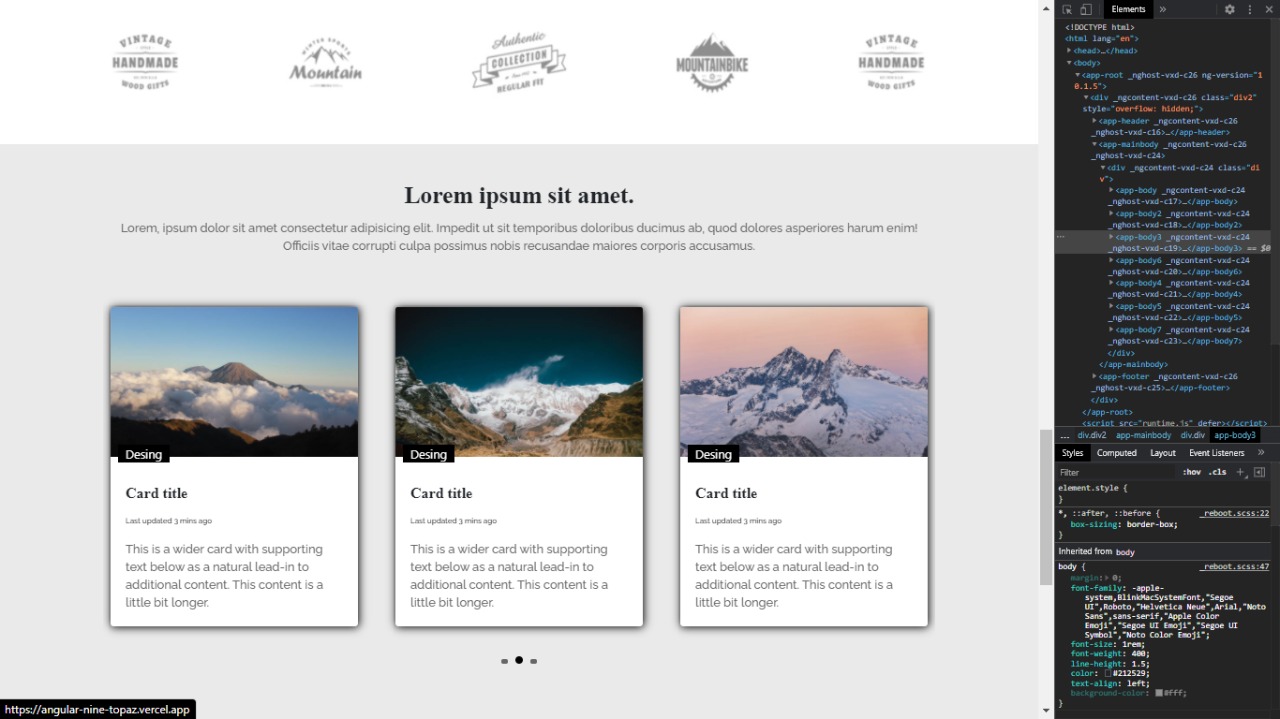 VINTAGE
HANDMADE
WOOD GIFTS
WINTER SPORTS
Mountain
Authentic
COLLECTION
REGULAR FIT
MOUNTAINBIKE
VINTAGE
HANDMADE
WOOD GIFTS
Lorem ipsum sit amet.
Lorem, ipsum dolor sit amet consectetur adipisicing elit. Impedit ut sit temporibus doloribus ducimus ab, quod dolores asperiores harum enim!
Officiis vitae corrupti culpa possimus nobis recusandae maiores corporis accusamus.
Desing
Card title
Last updated 3 mins ago
This is a wider card with supporting
text below as a natural lead-in to
additional content. This content is a
little bit longer.
Desing
Card title
Last updated 3 mins ago
This is a wider card with supporting
text below as a natural lead-in to
additional content. This content is a
little bit longer.
Desing
Card title
Last updated 3 mins ago
This is a wider card with supporting
text below as a natural lead-in to
additional content. This content is a
little bit longer.
https://angular-nine-topaz.vercel.app
Elements »
<!DOCTYPE html>
<html lang="en">
<head>…</head>
<body>
<app-root _nghost-vxd-c26 ng-version="1
0.1.5">
<div _ngcontent-vxd-c26 class="div2"
style="overflow: hidden;">
<app-header _ngcontent-vxd-c26
_nghost-vxd-c16>…</app-header>
<app-mainbody _ngcontent-vxd-c26
_nghost-vxd-c24>
<div _ngcontent-vxd-c24 class="di
v">
<app-body _ngcontent-vxd-c24
_nghost-vxd-c17>…</app-body>
<app-body2 _ngcontent-vxd-c24
_nghost-vxd-c18>…</app-body2>
<app-body3 _ngcontent-vxd-c24
_nghost-vxd-c19>…</app-body3> == $0
<app-body6 _ngcontent-vxd-c24
_nghost-vxd-c20>…</app-body6>
<app-body4 _ngcontent-vxd-c24
_nghost-vxd-c21>…</app-body4>
<app-body5 _ngcontent-vxd-c24
_nghost-vxd-c22>…</app-body5>
<app-body7 _ngcontent-vxd-c24
_nghost-vxd-c23>…</app-body7>
</div>
</app-mainbody>
<app-footer _ngcontent-vxd-c26
_nghost-vxd-c25>…</app-footer>
</div>
</app-root>
<script src="runtime.js" defer></script>
… div.div2 app-mainbody div.div app-body3
Styles Computed Layout Event Listeners »
Filter :hov .cls +
element.style {
}
*, ::after, ::before { _reboot.scss:22
box-sizing: border-box;
}
Inherited from body
body { _reboot.scss:47
margin: 0;
font-family: -apple-
system,BlinkMacSystemFont,"Segoe
UI",Roboto,"Helvetica Neue",Arial,"Noto
Sans",sans-serif,"Apple Color
Emoji","Segoe UI Emoji","Segoe UI
Symbol","Noto Color Emoji";
font-size: 1rem;
font-weight: 400;
line-height: 1.5;
color: #212529;
text-align: left;
background-color: #fff;
}